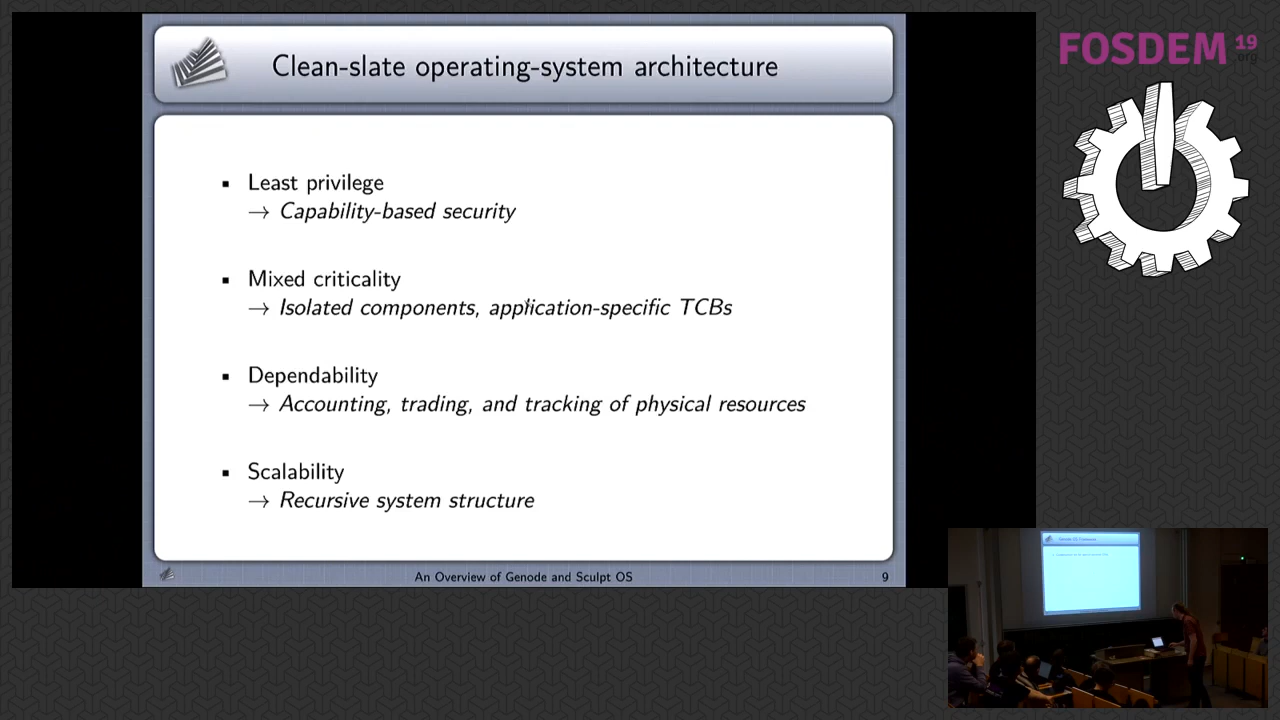 Clean-slate operating-system architecture
FOSDEM 19
.org
▪ Least privilege
→ Capability-based security
▪ Mixed criticality
→ Isolated components, application-specific TCBs
▪ Dependability
→ Accounting, trading, and tracking of physical resources
▪ Scalability
→ Recursive system structure
An Overview of Genode and Sculpt OS
9